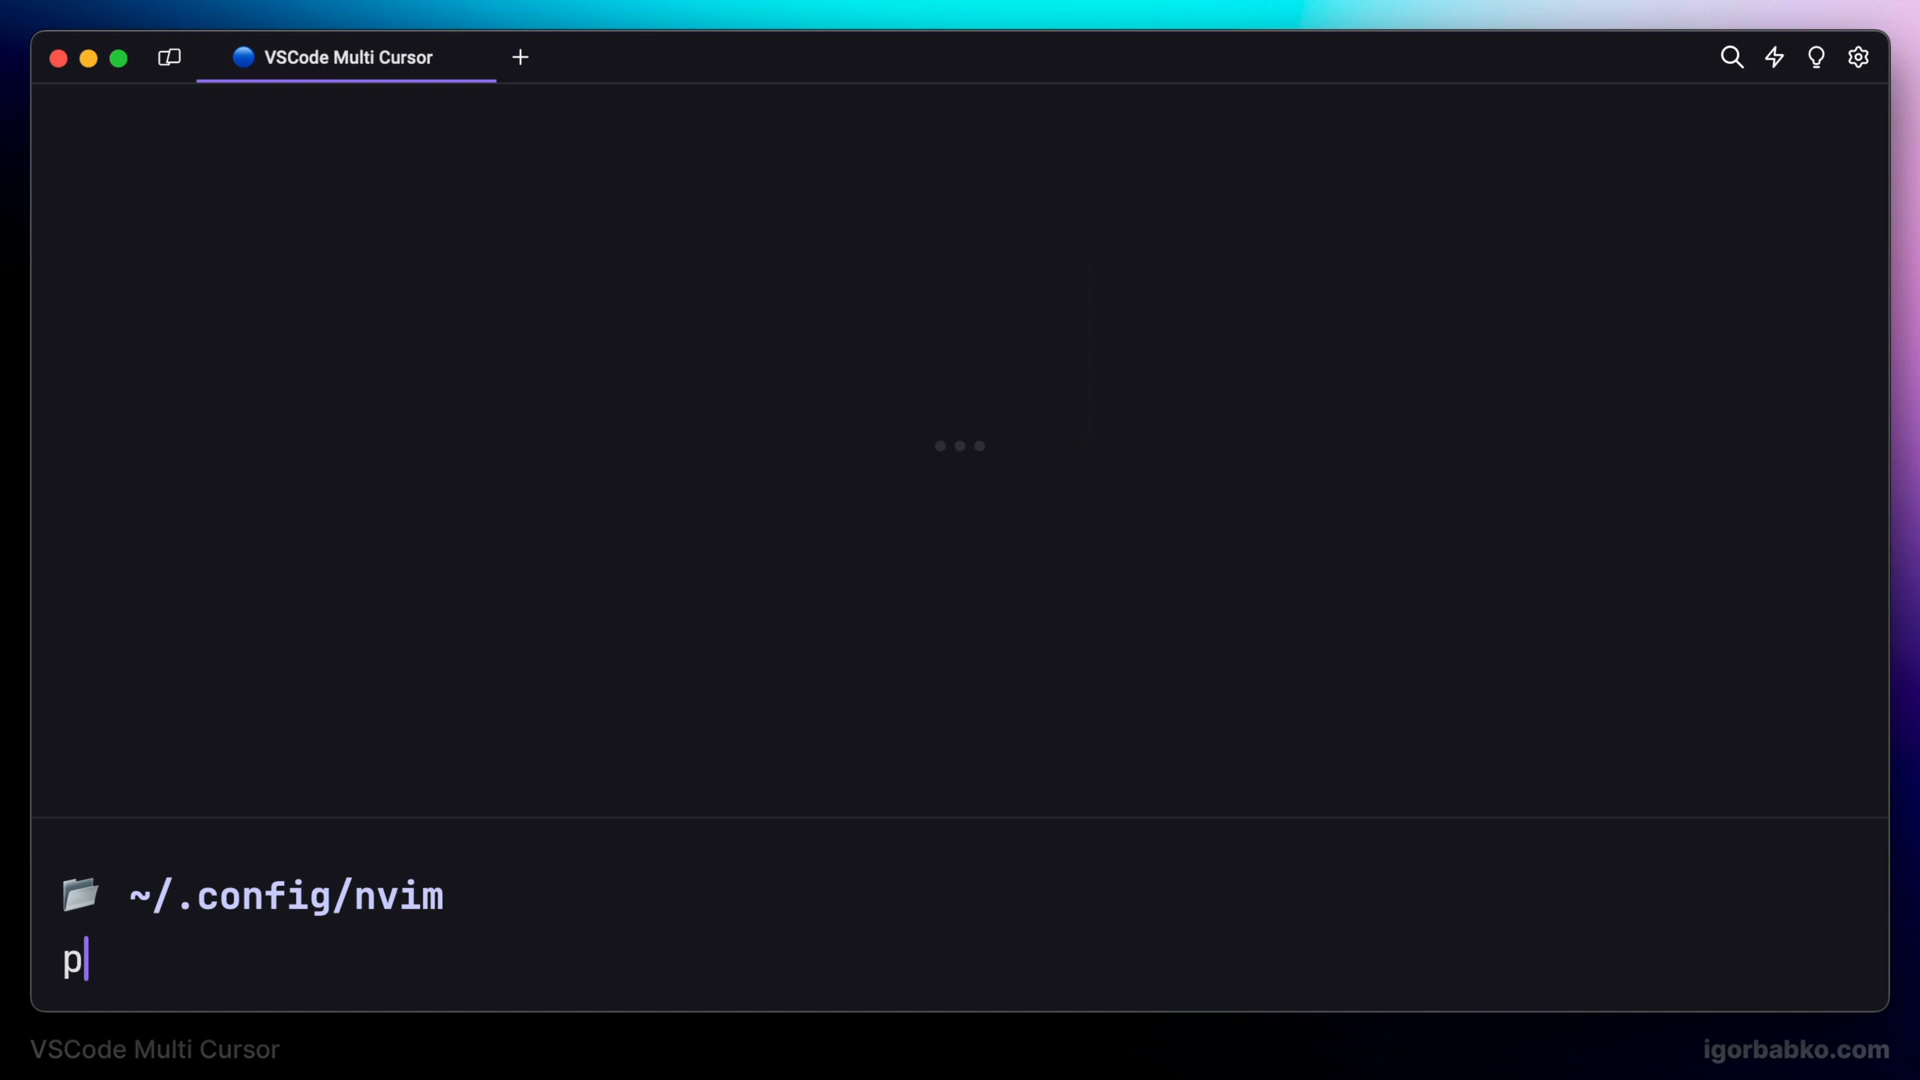 VSCode Multi Cursor
~/.config/nvim
p
VSCode Multi Cursor
igorbabko.com